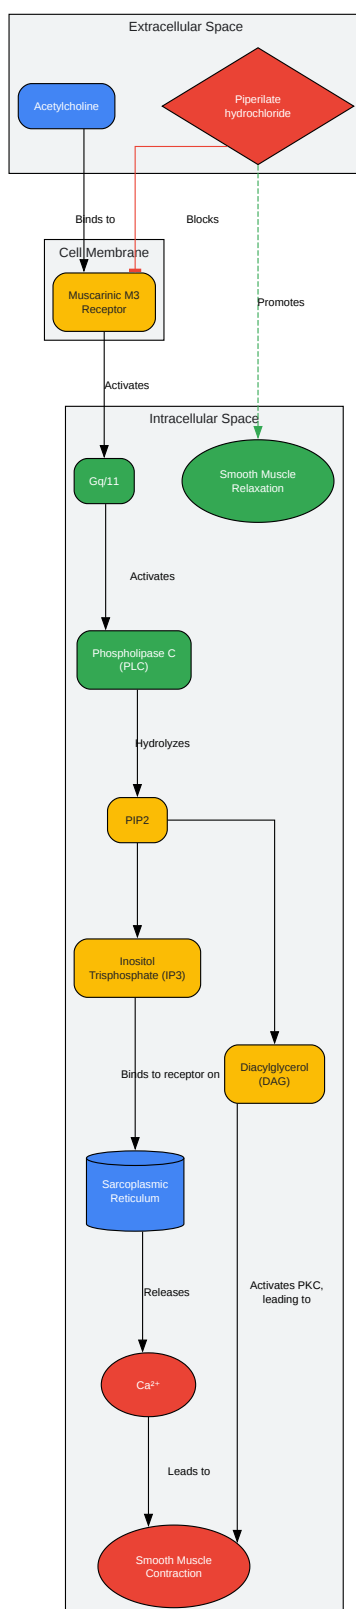 Extracellular Space
Acetylcholine
Piperilate
hydrochloride
Binds to
Blocks
Cell Membrane
Muscarinic M3
Receptor
Promotes
Activates
Intracellular Space
Gq/11
Smooth Muscle
Relaxation
Activates
Phospholipase C
(PLC)
Hydrolyzes
PIP2
Inositol
Trisphosphate (IP3)
Binds to receptor on
Diacylglycerol
(DAG)
Sarcoplasmic
Reticulum
Releases
Activates PKC,
leading to
Ca²⁺
Leads to
Smooth Muscle
Contraction